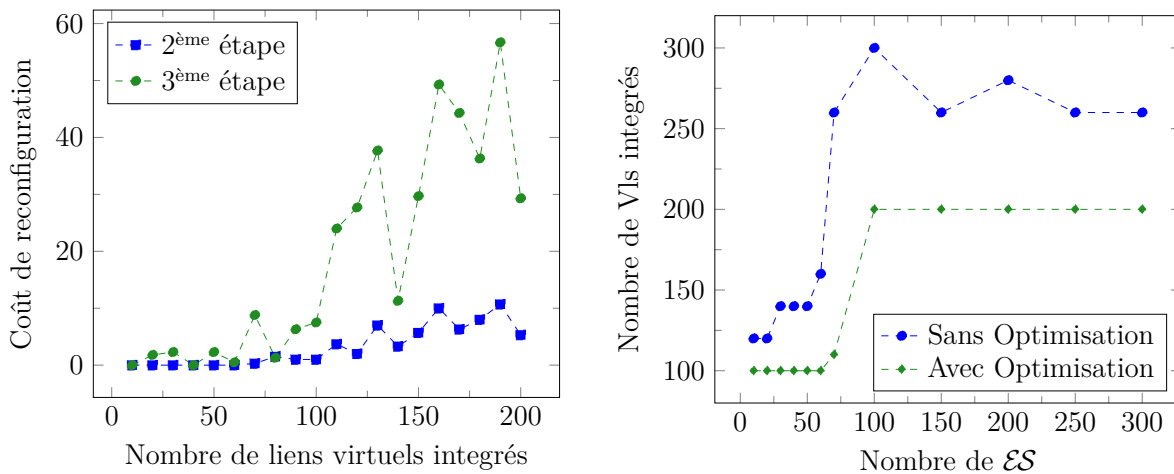 60
40
20
0
0
50
100
150
200
Coût de reconfiguration
Nombre de liens virtuels integrés
2ème étape
3ème étape
300
250
200
150
100
0
50
100
150
200
250
300
Nombre de Vls integrés
Nombre de ES
Sans Optimisation
Avec Optimisation